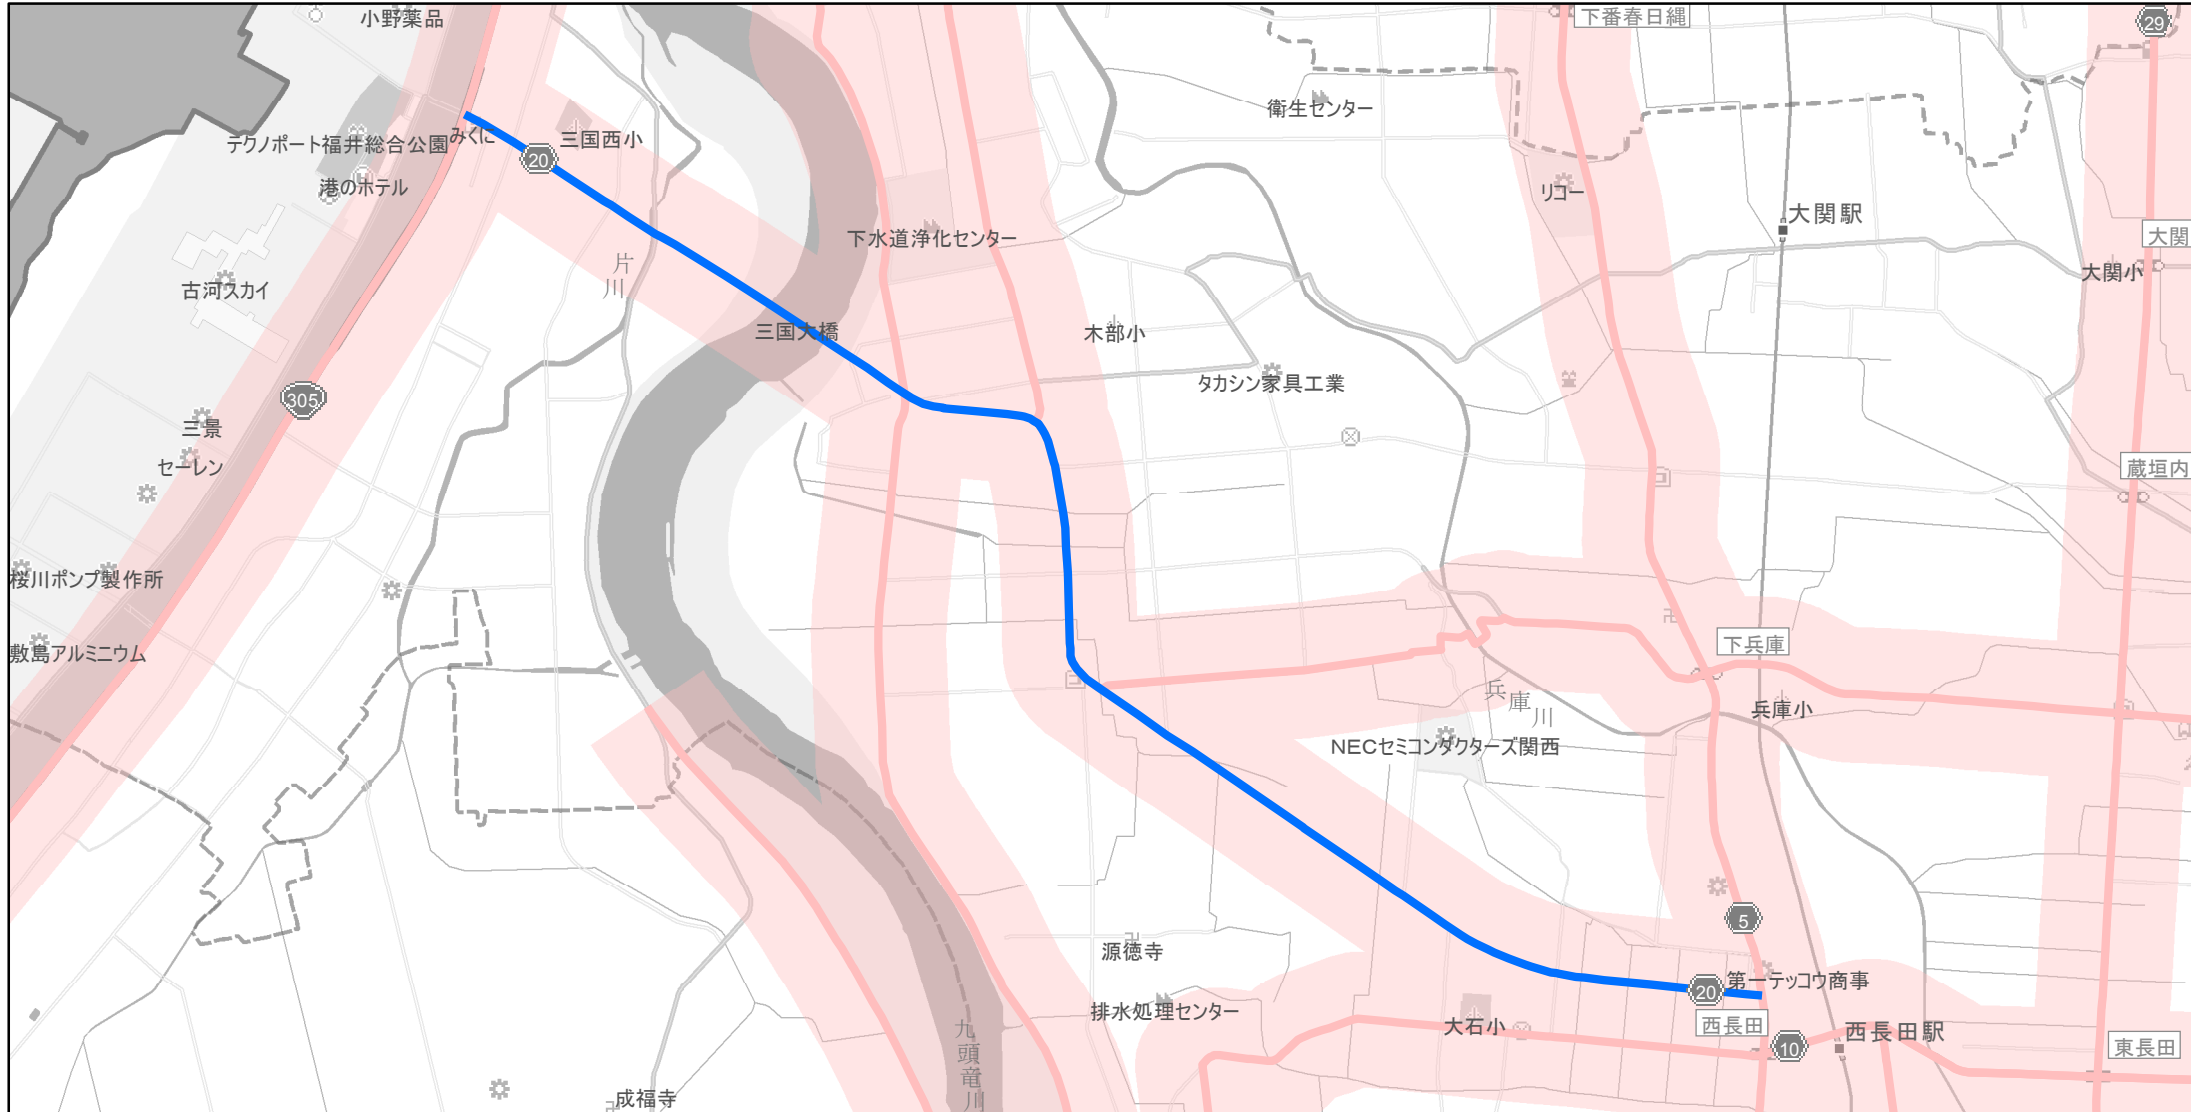 小野薬品
下番春日縄
29
衛生センター
テクノポート福井総合公園
みくに
20
三国西小
港のホテル
リコー
大関駅
下水道浄化センター
大関
大関小
片川
古河スカイ
三国大橋
木部小
タカシン家具工業
305
三景
セーレン
蔵垣内
桜川ポンプ製作所
敷島アルミニウム
下兵庫
兵庫川
兵庫小
NECセミコンダクターズ関西
5
源徳寺
第一テッコウ商事
20
排水処理センター
大石小
西長田
10
西長田駅
東長田
九頭竜川
成福寺